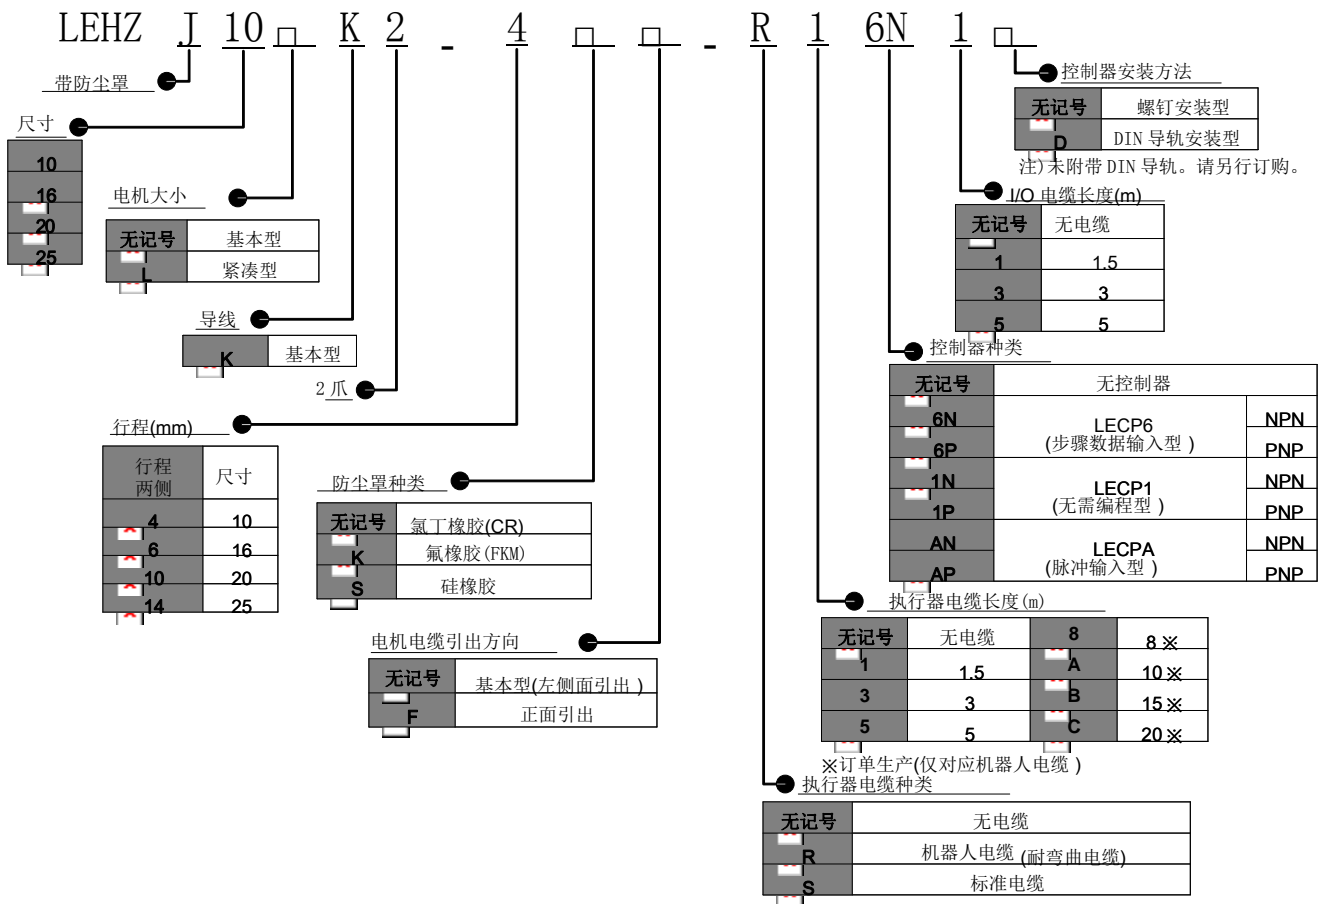 LEHZ J 10 □ K 2 - 4 □ □ - R 1 6N 1 □
带防尘罩
尺寸
10
16
20
25
电机大小
无记号 基本型
L 紧凑型
导线
K 基本型
2爪
行程(mm)
行程两侧 尺寸
4 10
6 16
10 20
14 25
防尘罩种类
无记号 氯丁橡胶(CR)
K 氟橡胶(FKM)
S 硅橡胶
电机电缆引出方向
无记号 基本型(左侧面引出)
F 正面引出
控制器安装方法
无记号 螺钉安装型
D DIN 导轨安装型
注)未附带 DIN 导轨。请另行订购。
I/O 电缆长度(m)
无记号 无电缆
1 1.5
3 3
5 5
控制器种类
无记号 无控制器
6N LECP6 NPN
6P (步骤数据输入型) PNP
1N LECP1 NPN
1P (无需编程型) PNP
AN LECPA NPN
AP (脉冲输入型) PNP
执行器电缆长度(m)
无记号 无电缆 8 8※
1 1.5 A 10※
3 3 B 15※
5 5 C 20※
※订单生产(仅对应机器人电缆)
执行器电缆种类
无记号 无电缆
R 机器人电缆(耐弯曲电缆)
S 标准电缆